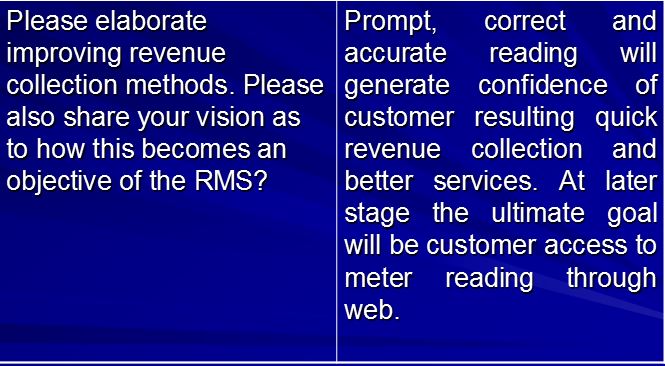 Please elaborate
improving revenue
collection methods. Please
also share your vision as
to how this becomes an
objective of the RMS?
Prompt, correct and
accurate reading will
generate confidence of
customer resulting quick
revenue collection and
better services. At later
stage the ultimate goal
will be customer access to
meter reading through
web.